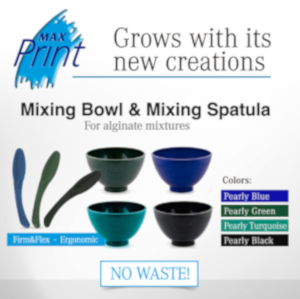 MAX
Print
Grows with its
new creations
Mixing Bowl & Mixing Spatula
For alginate mixtures
Colors:
Pearly Blue
Pearly Green
Pearly Turquoise
Pearly Black
Firm&Flex - Ergonomic
NO WASTE!